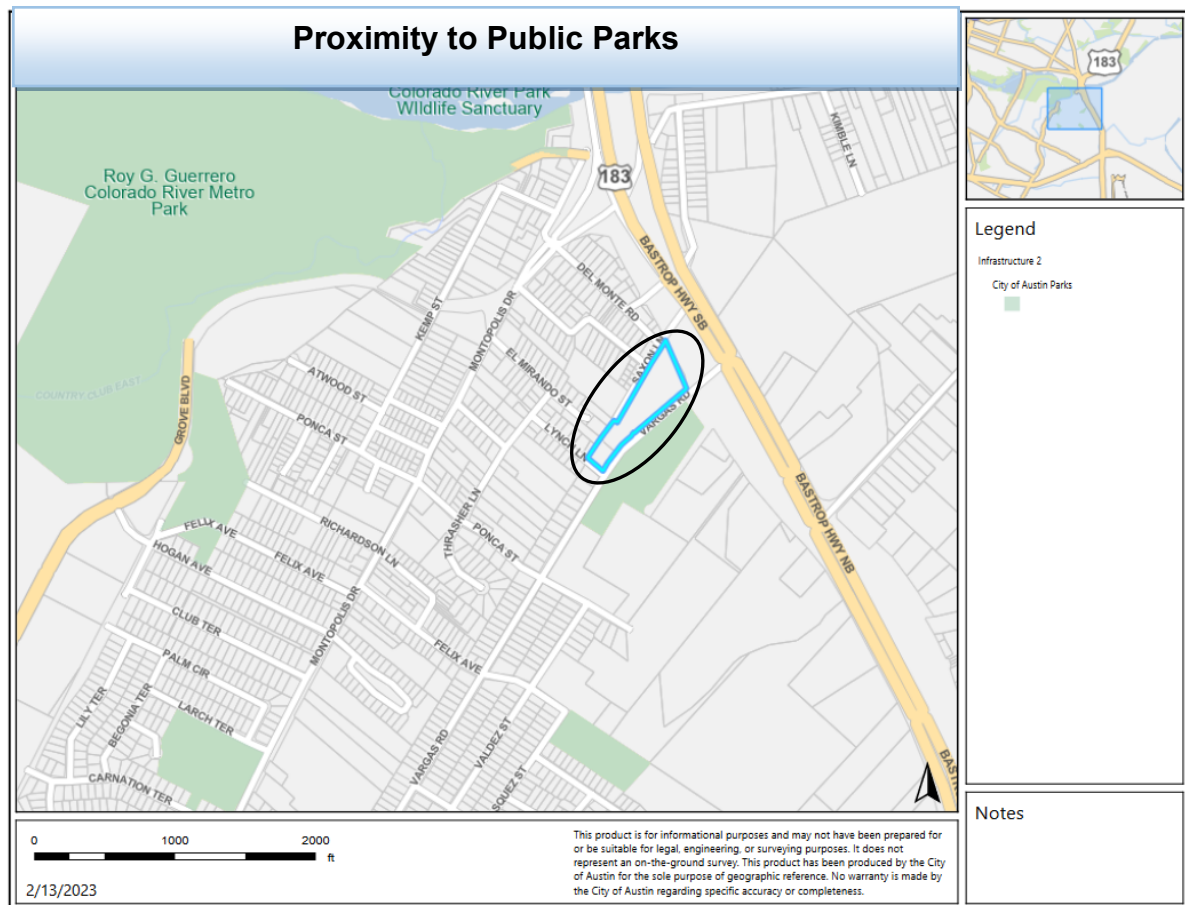 Proximity to Public Parks
Colorado River Park
WIldlife Sanctuary
Roy G. Guerrero
Colorado River Metro
Park
183
KIMBLE LN
BASTROP HWY SB
DEL MONTE RD
KEMP ST
MONTOPOLIS DR
SAXON LN
EL MIRANDO ST
ATWOOD ST
COUNTRY CLUB EAST
GROVE BLVD
PONCA ST
LYNCH LN
VARGAS RD
BASTROP HWY NB
THRASHER LN
PONCA ST
RICHARDSON LN
FELIX AVE
HOGAN AVE
FELIX AVE
CLUB TER
MONTOPOLIS DR
FELIX AVE
PALM CIR
LILY TER
BEGONIA TER
LARCH TER
VARGAS RD
VALDEZ ST
SQUEZ ST
CARNATION TER
BASTR
183
Legend
Infrastructure 2
City of Austin Parks
Notes
0 1000 2000
ft
2/13/2023
This product is for informational purposes and may not have been prepared for
or be suitable for legal, engineering, or surveying purposes. It does not
represent an on-the-ground survey. This product has been produced by the City
of Austin for the sole purpose of geographic reference. No warranty is made by
the City of Austin regarding specific accuracy or completeness.